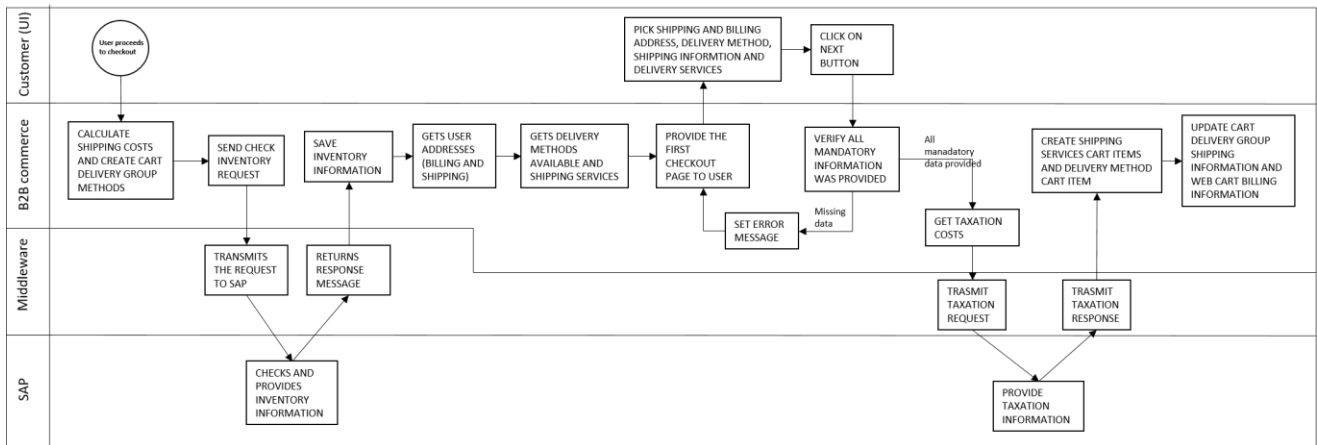 Customer (UI)
User proceeds
to checkout
PICK SHIPPING AND BILLING
ADDRESS, DELIVERY METHOD,
SHIPPING INFORMTION AND
DELIVERY SERVICES
CLICK ON
NEXT
BUTTON
B2B commerce
CALCULATE
SHIPPING COSTS
AND CREATE CART
DELIVERY GROUP
METHODS
SEND CHECK
INVENTORY
REQUEST
SAVE
INVENTORY
INFORMATION
GETS USER
ADDRESSES
(BILLING AND
SHIPPING)
GETS DELIVERY
METHODS
AVAILABLE AND
SHIPPING SERVICES
PROVIDE THE
FIRST
CHECKOUT
PAGE TO USER
VERIFY ALL
MANDATORY
INFORMATION
WAS PROVIDED
All
manadatory
data provided
Missing
data
SET ERROR
MESSAGE
GET TAXATION
COSTS
CREATE SHIPPING
SERVICES CART ITEMS
AND DELIVERY METHOD
CART ITEM
UPDATE CART
DELIVERY GROUP
SHIPPING
INFORMATION AND
WEB CART BILLING
INFORMATION
Middleware
TRANSMITS
THE REQUEST
TO SAP
RETURNS
RESPONSE
MESSAGE
TRASMIT
TAXATION
REQUEST
TRASMIT
TAXATION
RESPONSE
SAP
CHECKS AND
PROVIDES
INVENTORY
INFORMATION
PROVIDE
TAXATION
INFORMATION